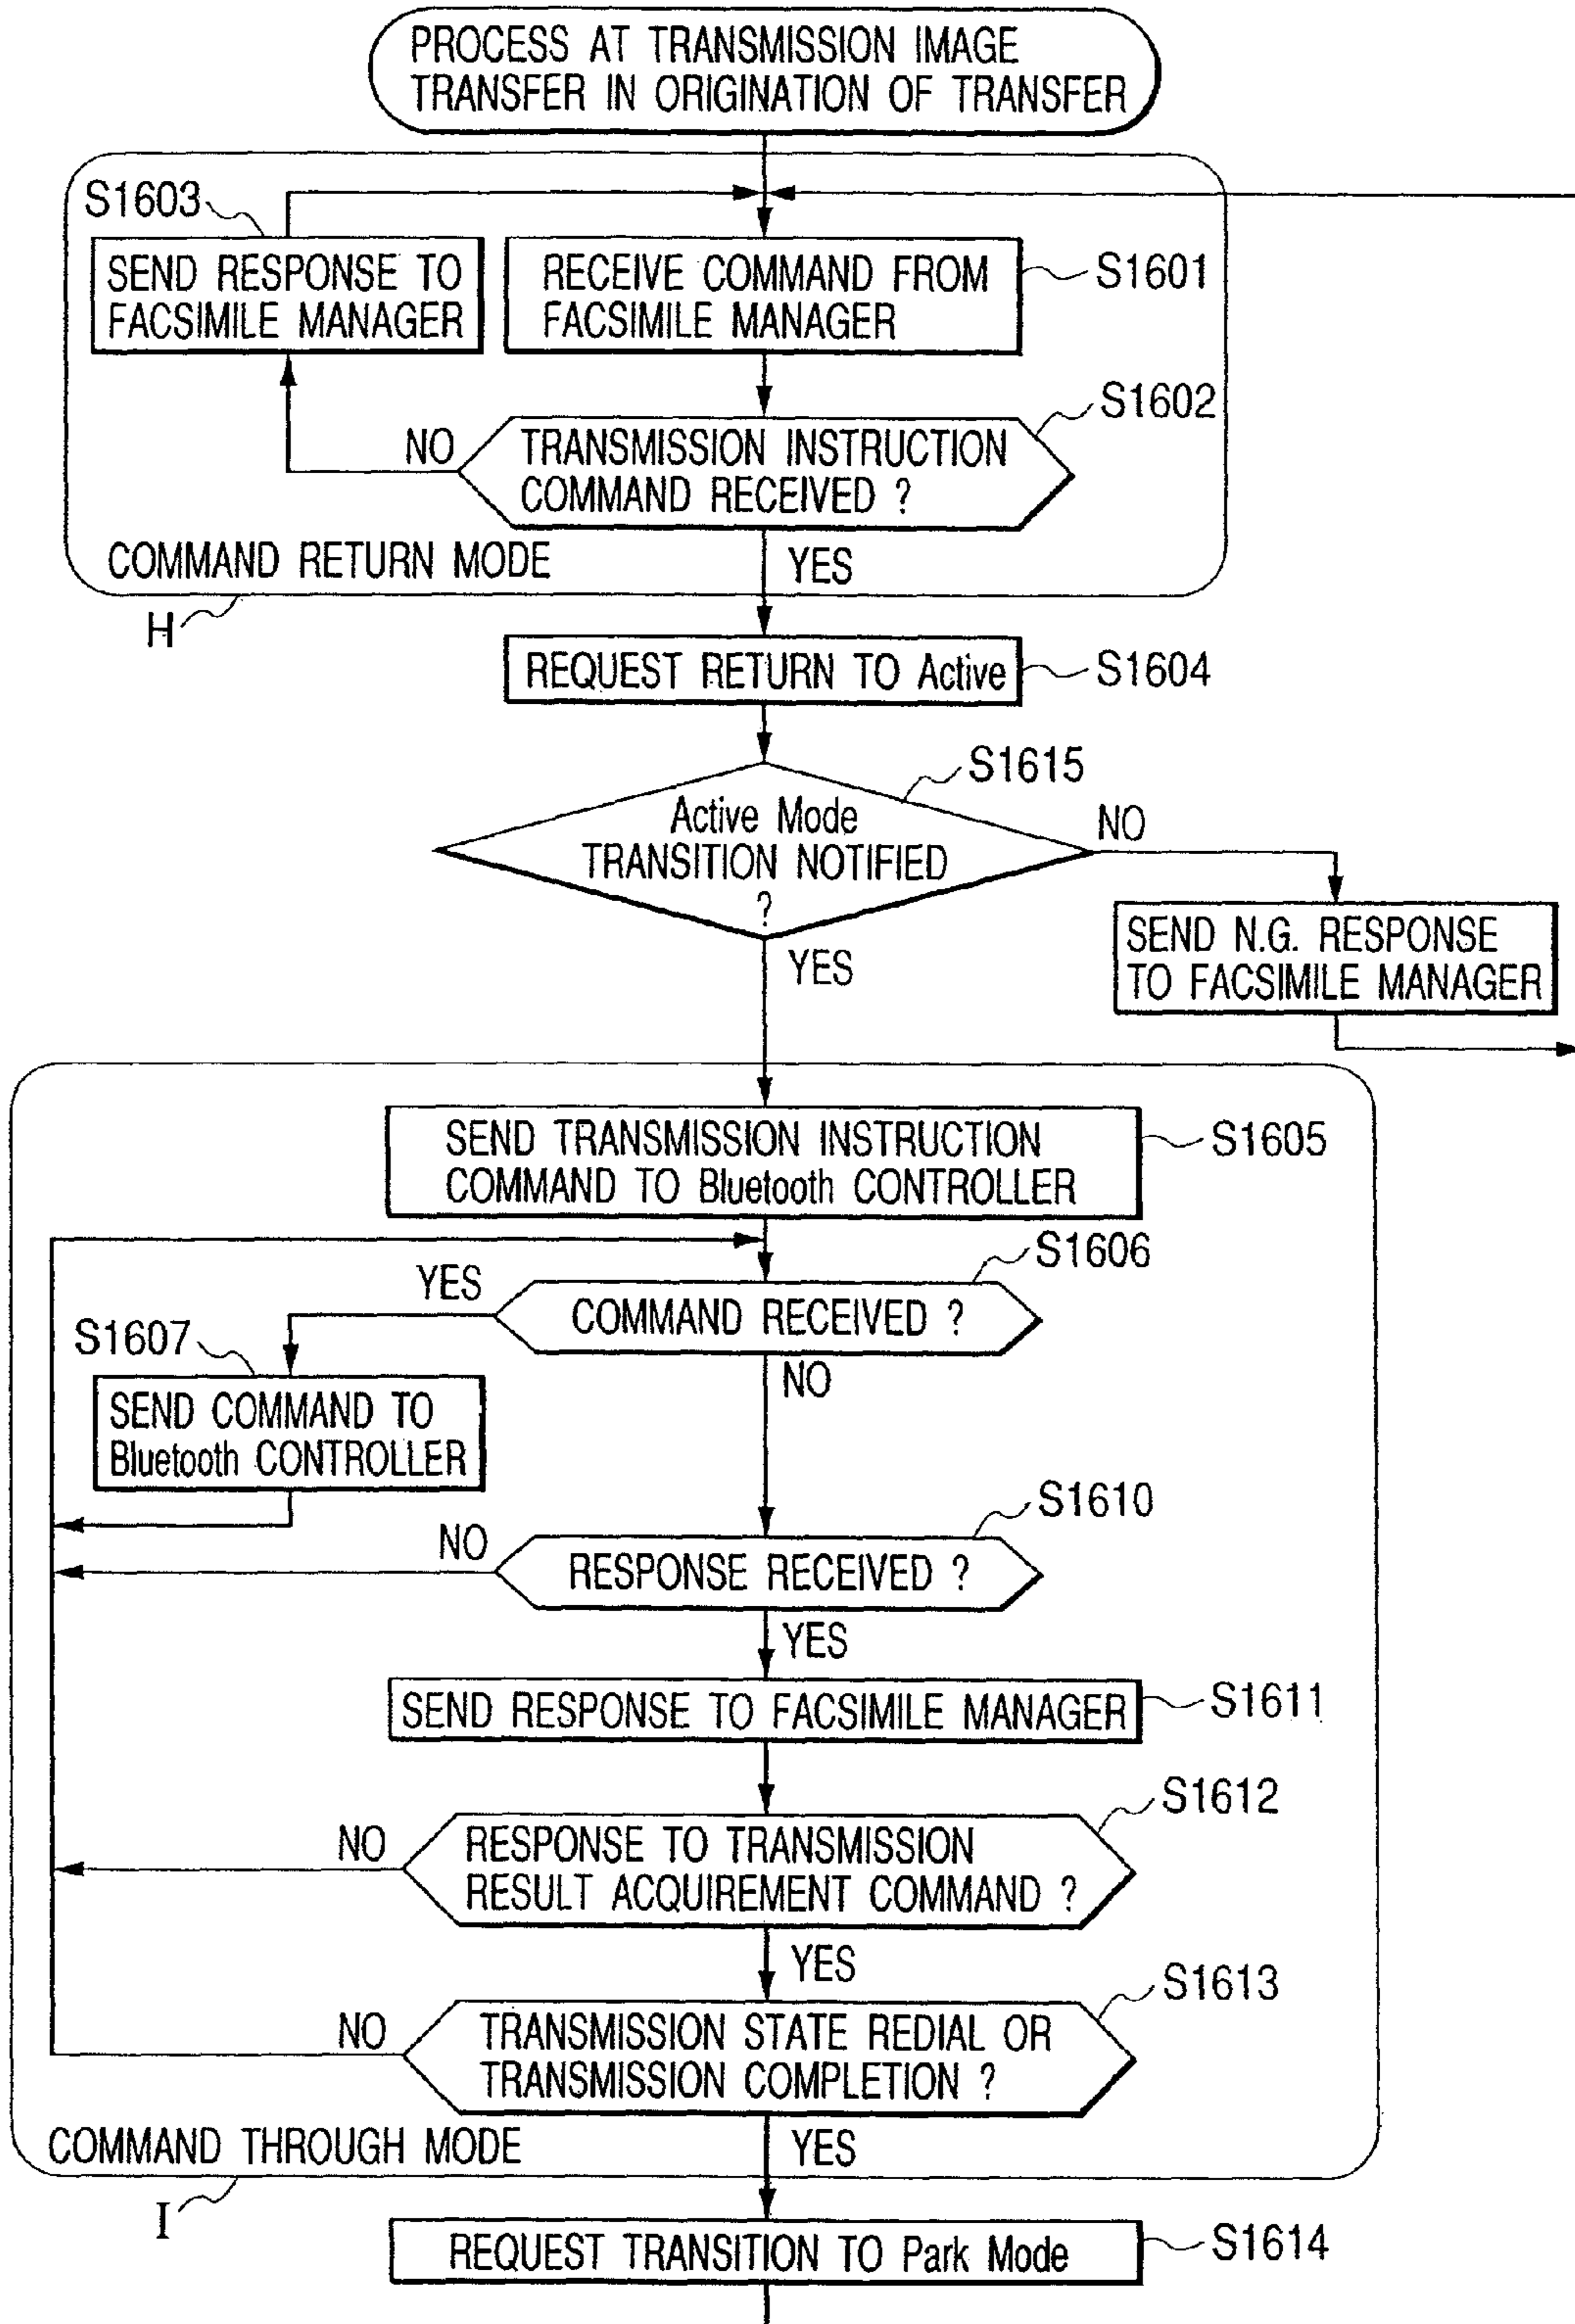 PROCESS AT TRANSMISSION IMAGE
TRANSFER IN ORIGINATION OF TRANSFER
S1603
SEND RESPONSE TO
FACSIMILE MANAGER
RECEIVE COMMAND FROM
FACSIMILE MANAGER
S1601
S1602
NO
TRANSMISSION INSTRUCTION
COMMAND RECEIVED ?
COMMAND RETURN MODE
YES
H
REQUEST RETURN TO Active
S1604
S1615
Active Mode
TRANSITION NOTIFIED
?
NO
YES
SEND N.G. RESPONSE
TO FACSIMILE MANAGER
SEND TRANSMISSION INSTRUCTION
COMMAND TO Bluetooth CONTROLLER
S1605
S1606
YES
COMMAND RECEIVED ?
S1607
NO
SEND COMMAND TO
Bluetooth CONTROLLER
S1610
NO
RESPONSE RECEIVED ?
YES
SEND RESPONSE TO FACSIMILE MANAGER
S1611
S1612
NO
RESPONSE TO TRANSMISSION
RESULT ACQUIREMENT COMMAND ?
YES
S1613
NO
TRANSMISSION STATE REDIAL OR
TRANSMISSION COMPLETION ?
COMMAND THROUGH MODE
YES
I
REQUEST TRANSITION TO Park Mode
S1614